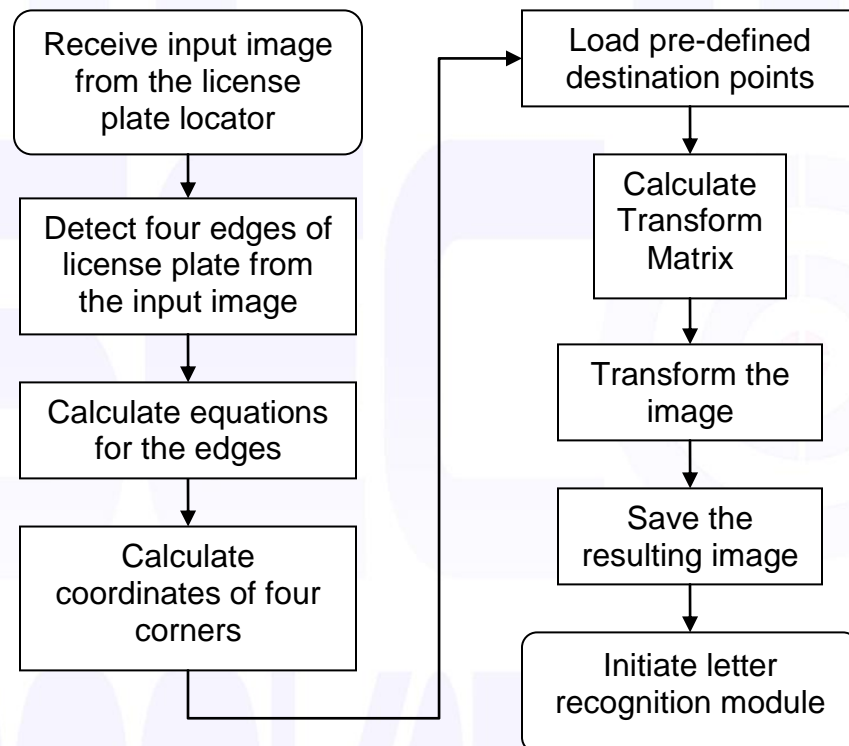 Receive input image
from the license
plate locator
Detect four edges of
license plate from
the input image
Calculate equations
for the edges
Calculate
coordinates of four
corners
Load pre-defined
destination points
Calculate
Transform
Matrix
Transform the
image
Save the
resulting image
Initiate letter
recognition module